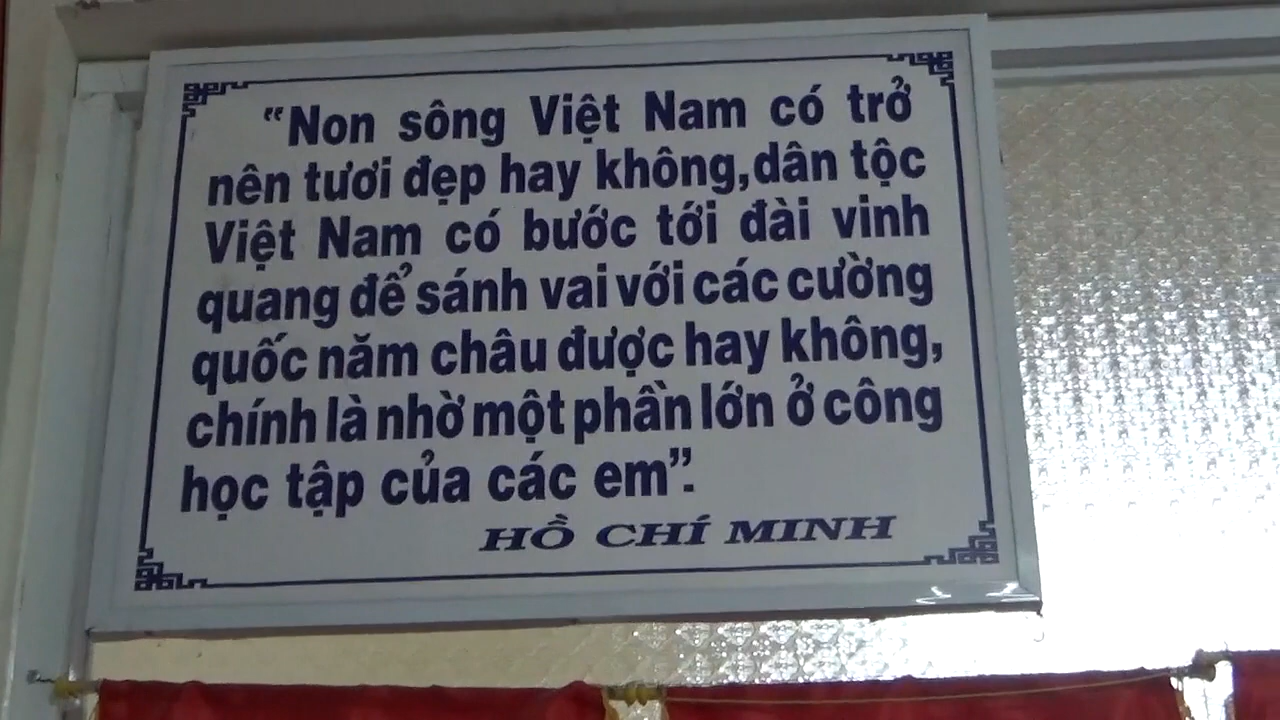 “Non sông Việt Nam có trở
nên tươi đẹp hay không,dân tộc
Việt Nam có bước tới đài vinh
quang để sánh vai với các cường
quốc năm châu được hay không,
chính là nhờ một phần lớn ở công
học tập của các em”.
HỒ CHÍ MINH